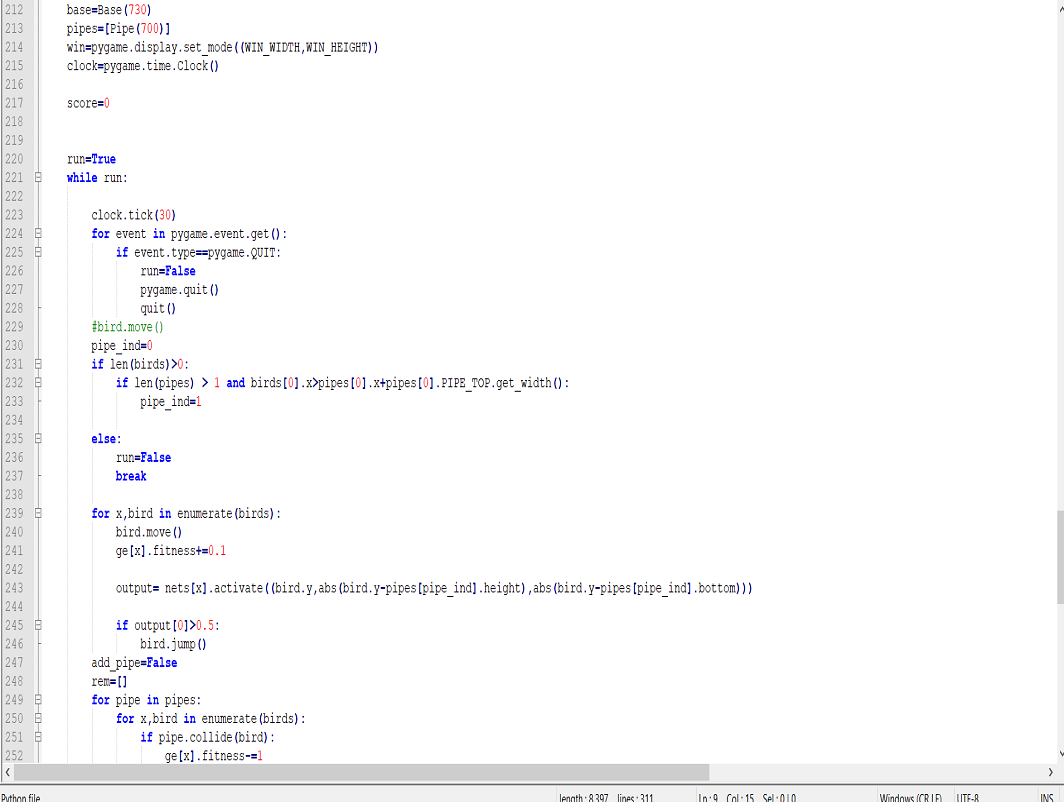 212 base=Base(730)
213 pipes=[Pipe(700)]
214 win=pygame.display.set_mode((WIN_WIDTH,WIN_HEIGHT))
215 clock=pygame.time.Clock()
216
217 score=0
218
219
220 run=True
221 while run:
222
223 clock.tick(30)
224 for event in pygame.event.get():
225 if event.type==pygame.QUIT:
226 run=False
227 pygame.quit()
228 quit()
229 #bird.move()
230 pipe_ind=0
231 if len(birds)>0:
232 if len(pipes) > 1 and birds[0].x>pipes[0].x+pipes[0].PIPE_TOP.get_width():
233 pipe_ind=1
234
235 else:
236 run=False
237 break
238
239 for x,bird in enumerate(birds):
240 bird.move()
241 ge[x].fitness+=0.1
242
243 output= nets[x].activate((bird.y,abs(bird.y-pipes[pipe_ind].height),abs(bird.y-pipes[pipe_ind].bottom)))
244
245 if output[0]>0.5:
246 bird.jump()
247 add_pipe=False
248 rem=[]
249 for pipe in pipes:
250 for x,bird in enumerate(birds):
251 if pipe.collide(bird):
252 ge[x].fitness-=1
Python file length : 8,397 lines : 311 Ln : 9 Col : 15 Sel : 0 | 0 Windows (CR LF) UTF-8 INS